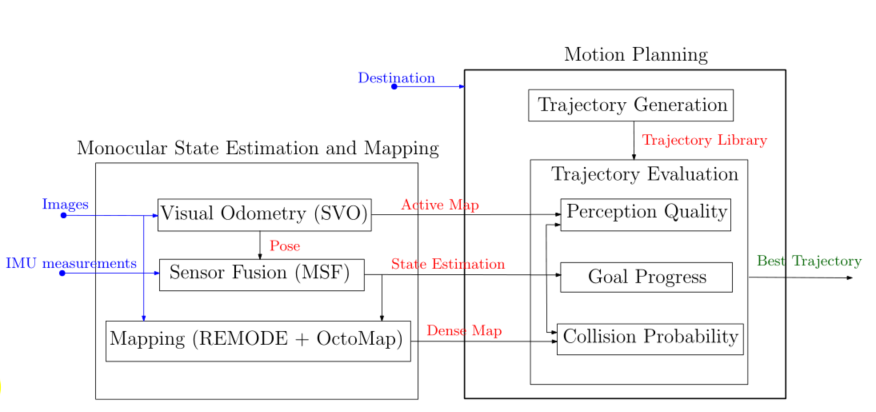 Motion Planning
Destination
Trajectory Generation
Trajectory Library
Monocular State Estimation and Mapping
Trajectory Evaluation
Images
Visual Odometry (SVO)
Active Map
Perception Quality
Pose
IMU measurements
Sensor Fusion (MSF)
State Estimation
Goal Progress
Best Trajectory
Mapping (REMODE + OctoMap)
Dense Map
Collision Probability